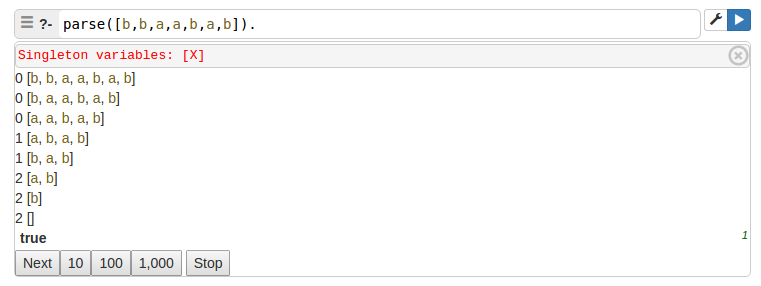 ?- parse([b,b,a,a,b,a,b]).
Singleton variables: [X]
0 [b, b, a, a, b, a, b]
0 [b, a, a, b, a, b]
0 [a, a, b, a, b]
1 [a, b, a, b]
1 [b, a, b]
2 [a, b]
2 [b]
2 []
true 1
Next 10 100 1,000 Stop